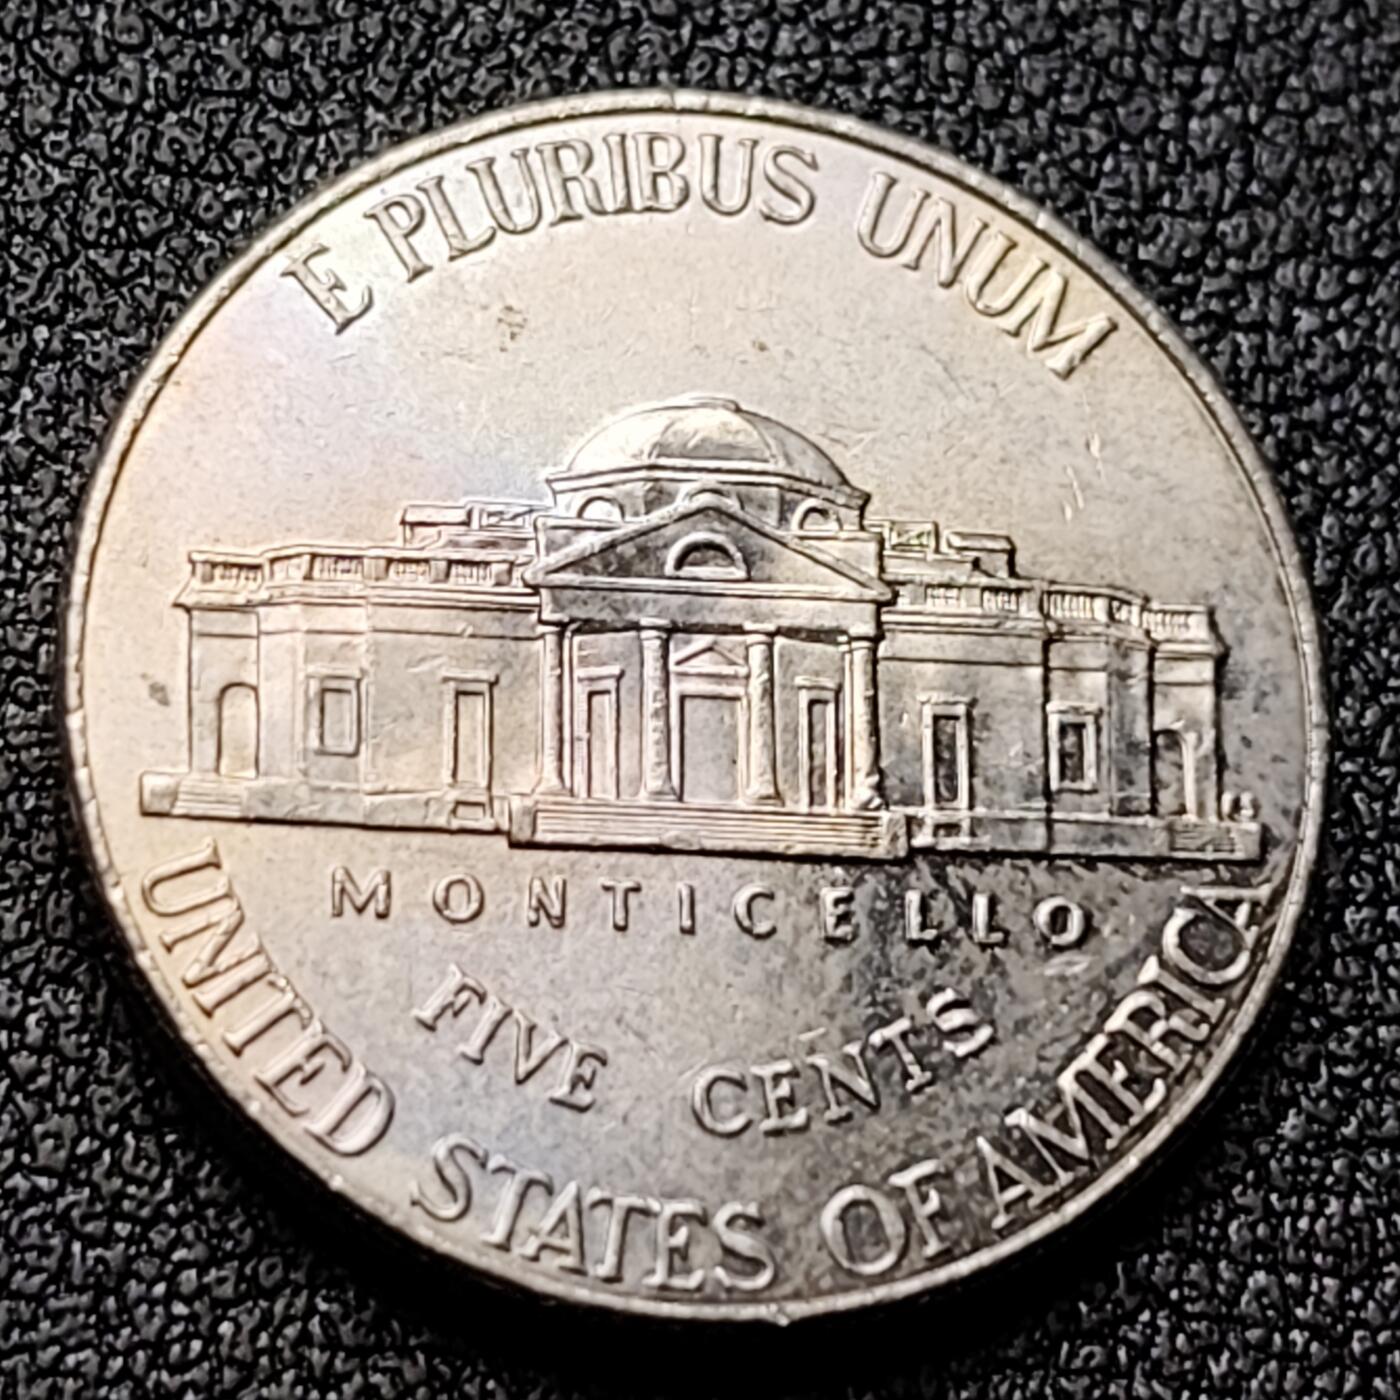 E PLURIBUS UNUM
MONTICELLO
FIVE CENTS
UNITED STATES OF AMERICA